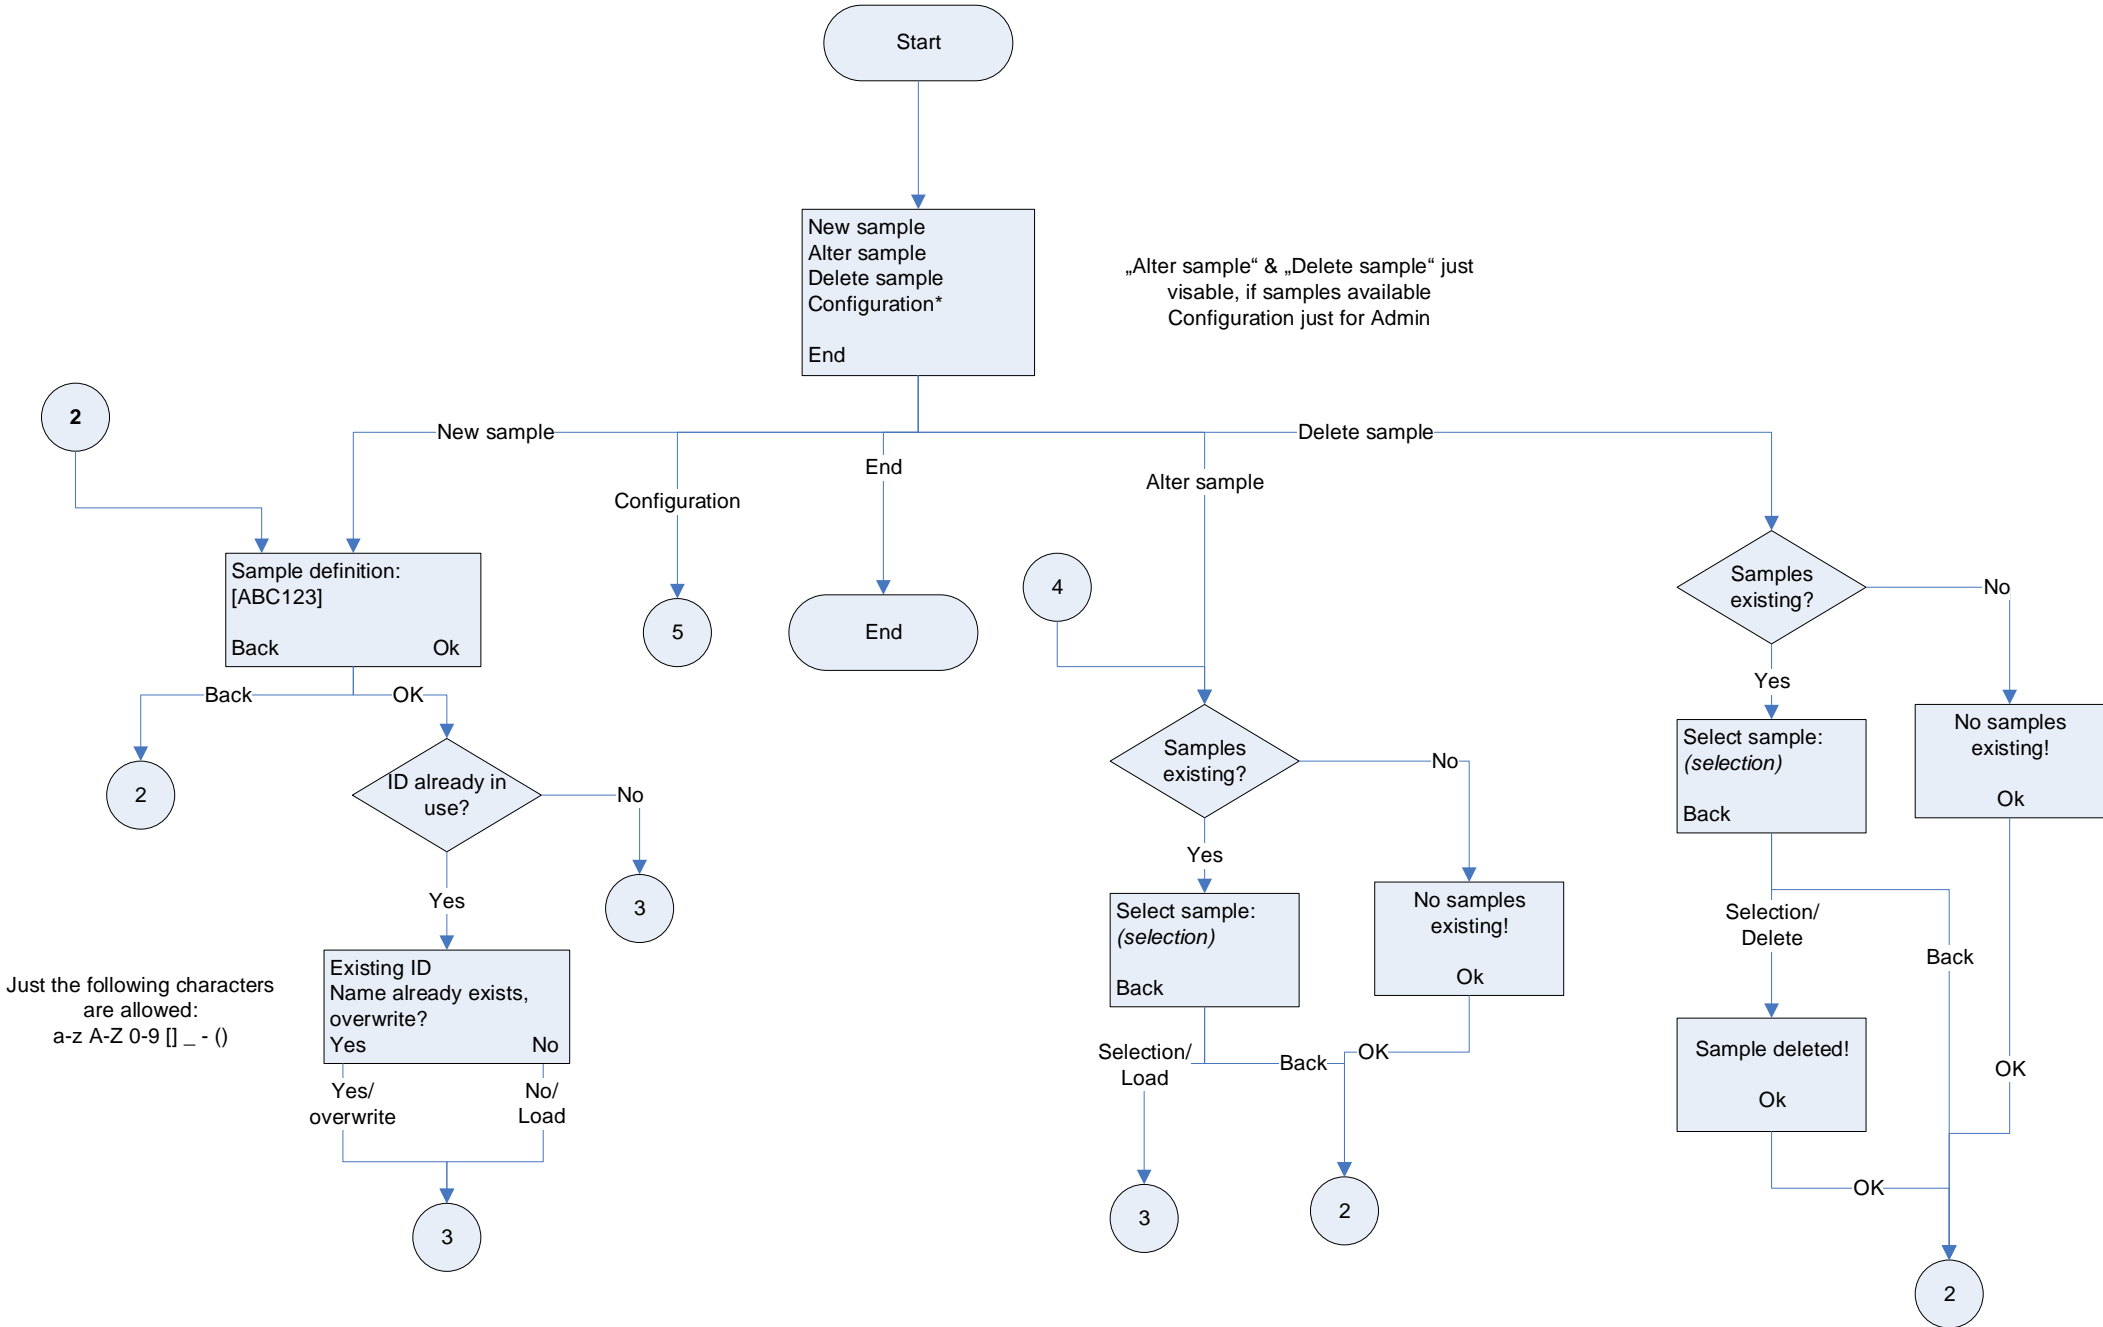 Start
New sample
Alter sample
Delete sample
Configuration*
End
„Alter sample“ & „Delete sample“ just
visable, if samples available
Configuration just for Admin
2
New sample
Configuration
End
Alter sample
Delete sample
Sample definition:
[ABC123]
Back Ok
5
End
4
Samples
existing?
No
Yes
Back
OK
2
ID already in
use?
No
3
Yes
Existing ID
Name already exists,
overwrite?
Yes No
Just the following characters
are allowed:
a-z A-Z 0-9 [] _ - ()
Yes/
overwrite
No/
Load
3
Samples
existing?
No
Yes
Select sample:
(selection)
Back
No samples
existing!
Ok
Selection/
Load
Back
OK
3
2
Select sample:
(selection)
Back
No samples
existing!
Ok
Selection/
Delete
Back
OK
Sample deleted!
Ok
OK
2